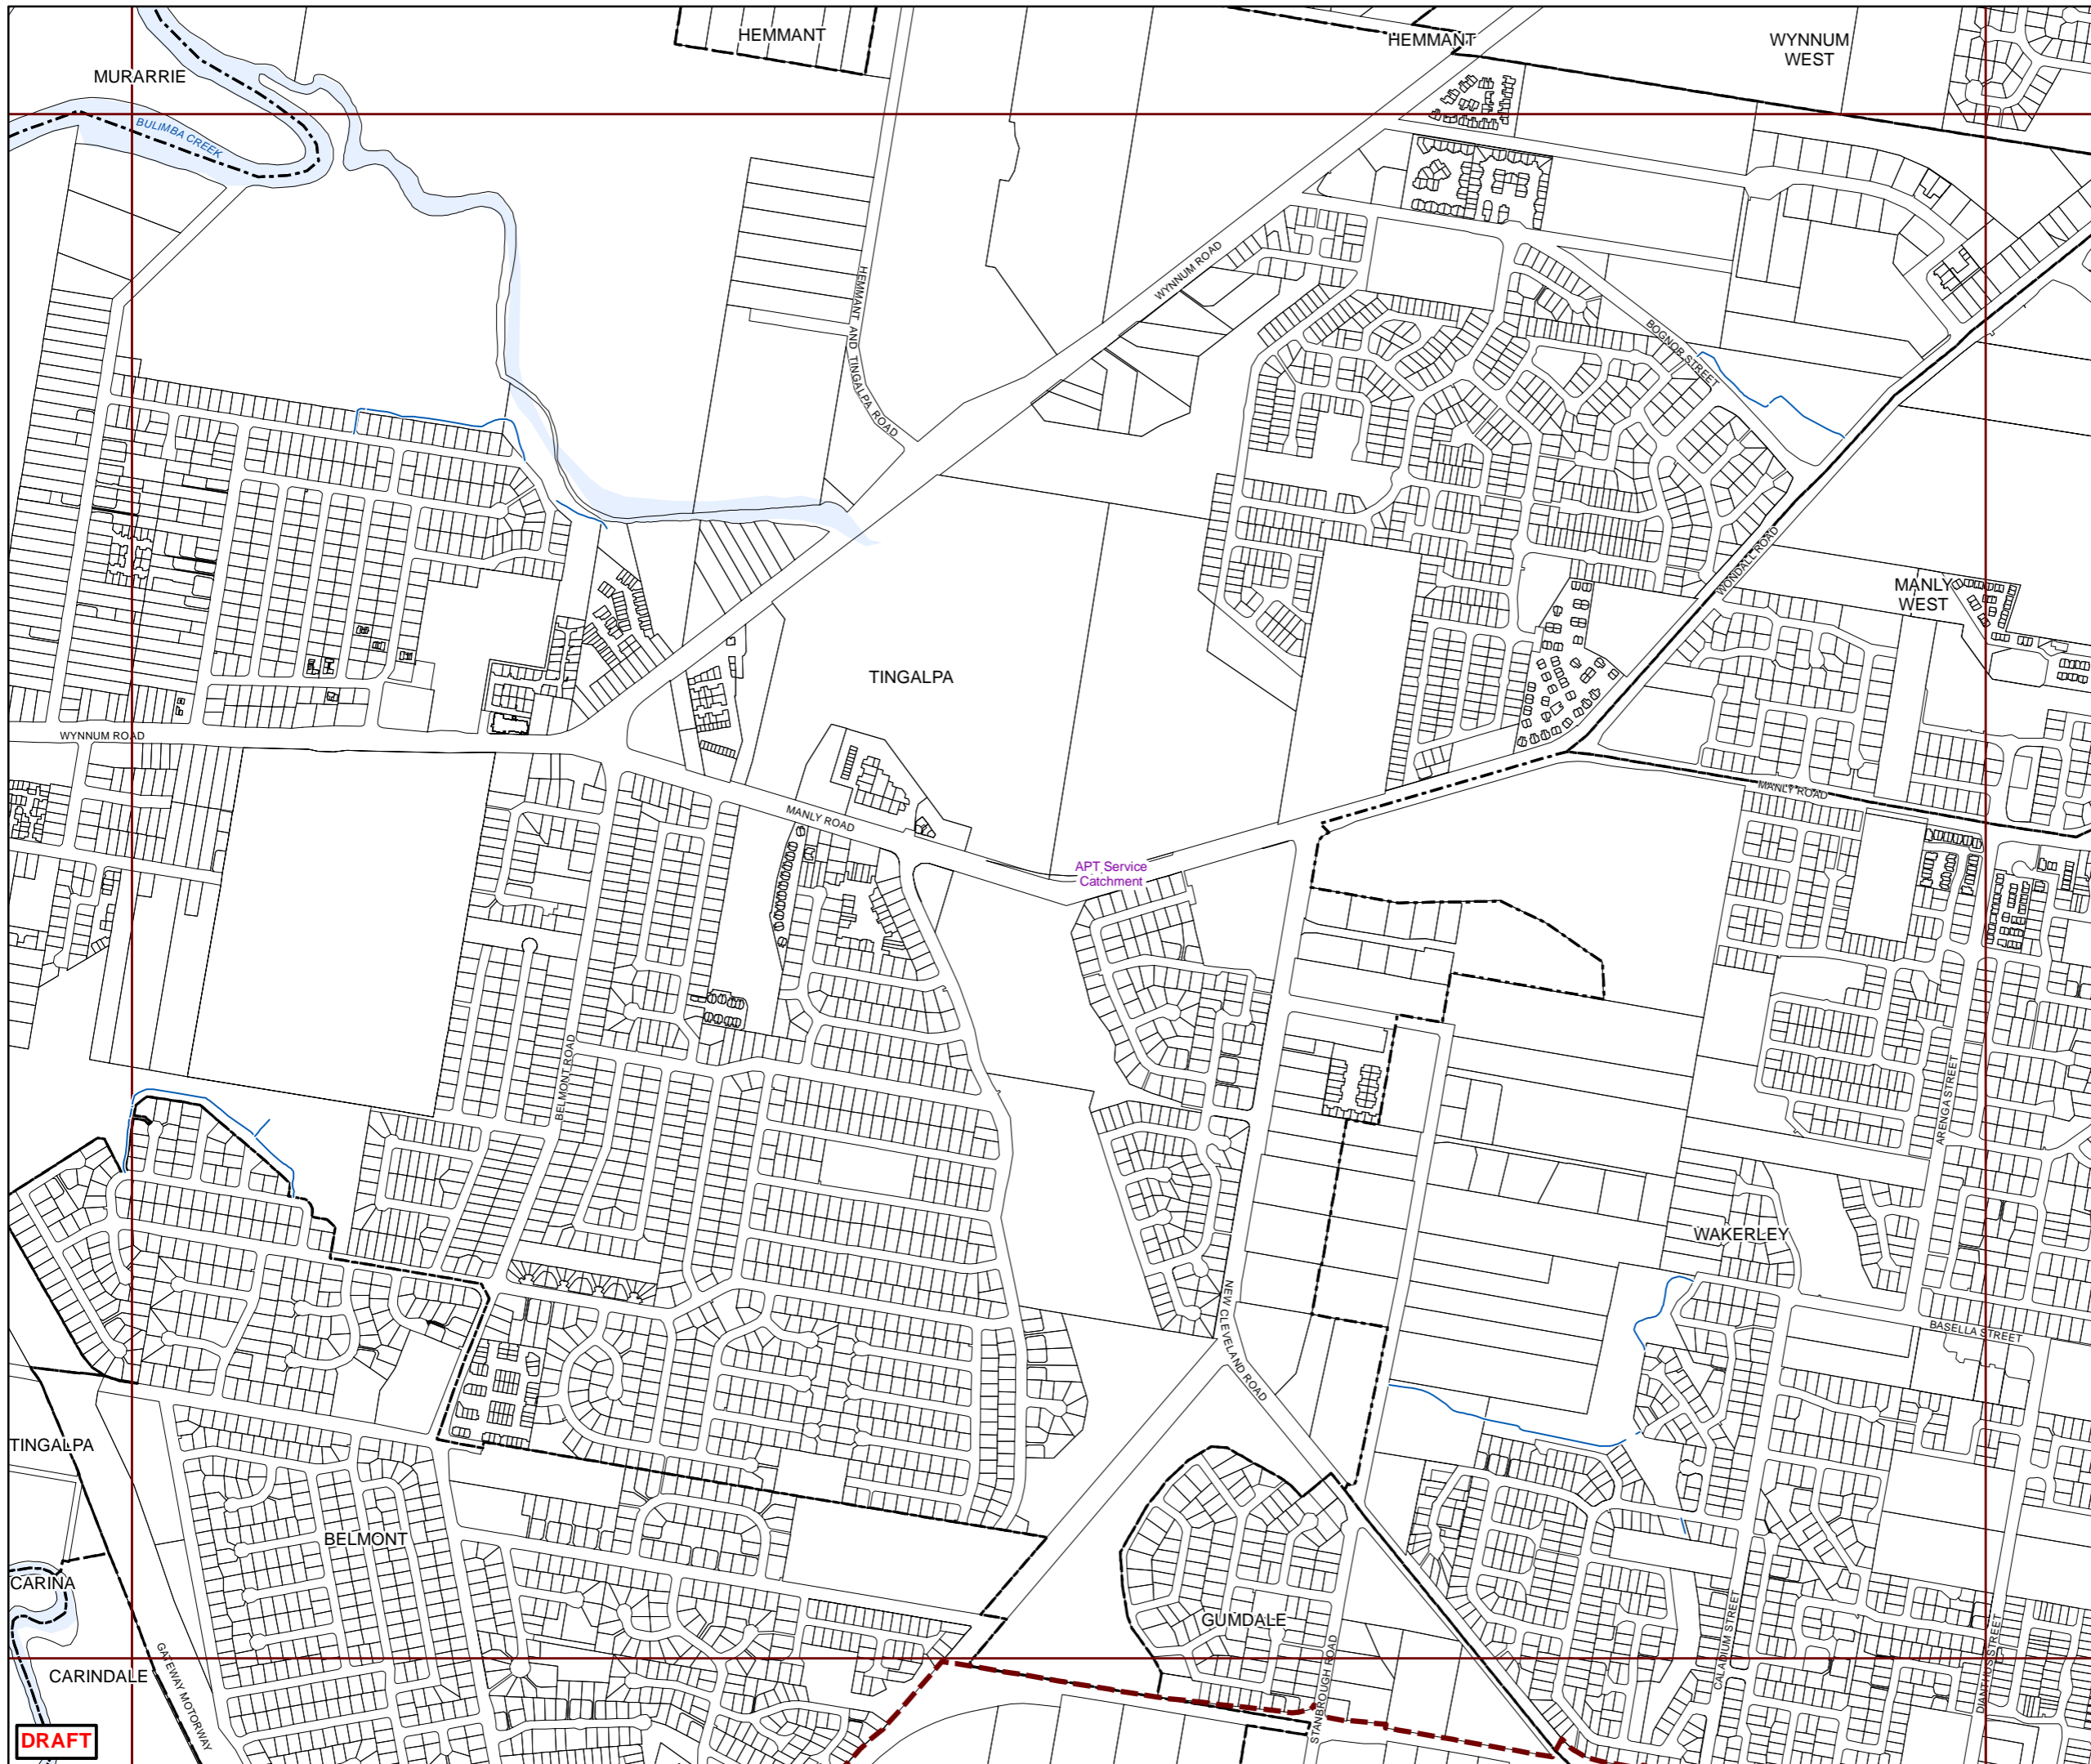 HEMMANT
HEMMANT
WYNNUM
WEST
MURARRIE
BULIMBA CREEK
WYNNUM ROAD
HEMMANT AND TINGALPA ROAD
BOGNOR STREET
WONDALL ROAD
MANLY
WEST
TINGALPA
WYNNUM ROAD
MANLY ROAD
MANLY ROAD
APT Service
Catchment
BELMONT ROAD
ARENGA STREET
WAKERLEY
NEW CLEVELAND ROAD
BASELLA STREET
TINGALPA
BELMONT
CARINA
GUMDALE
CALADIUM STREET
DIANTHUS STREET
STANBROUGH ROAD
CARINDALE
GATEWAY MOTORWAY
DRAFT